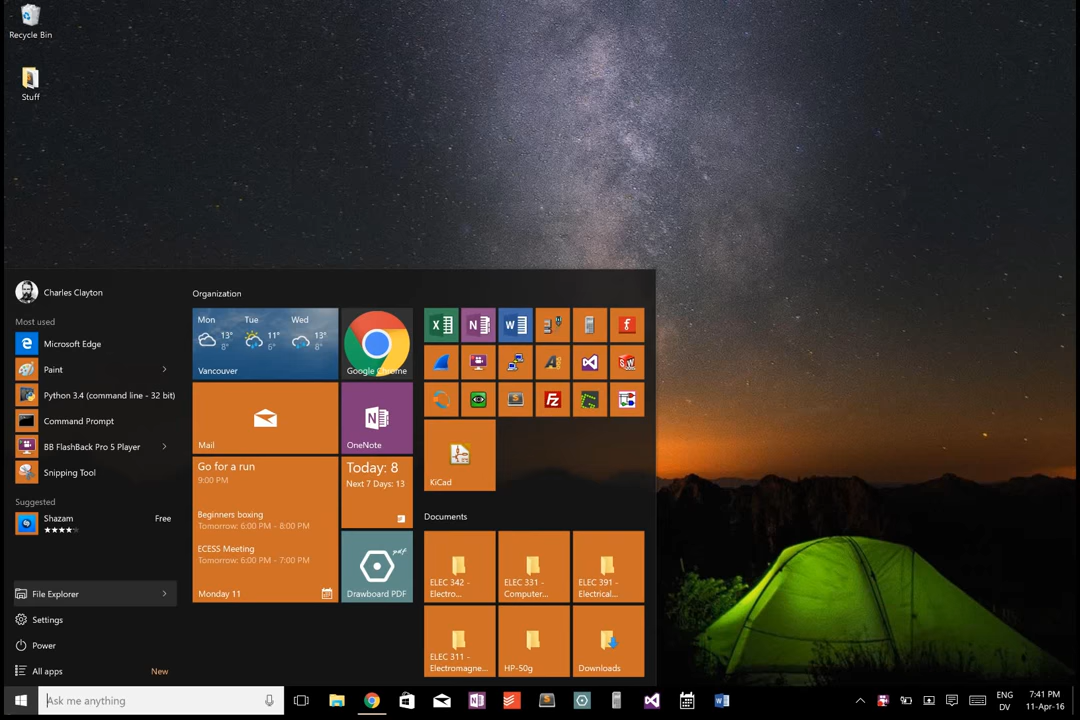 Recycle Bin
Stuff
Charles Clayton
Most used
Microsoft Edge
Paint
Python 3.4 (command line - 32 bit)
Command Prompt
BB FlashBack Pro 5 Player
Snipping Tool
Suggested
Shazam
Free
File Explorer
Settings
Power
All apps
New
Organization
Mon Tue Wed
13° 11° 13°
8° 6° 8°
Vancouver
Google Chrome
Mail
OneNote
Go for a run
9:00 PM
Beginners boxing
Tomorrow: 6:00 PM - 8:00 PM
ECESS Meeting
Tomorrow: 6:00 PM - 7:00 PM
Monday 11
Today: 8
Next 7 Days: 13
Drawboard PDF
KiCad
Documents
ELEC 342 -
Electro...
ELEC 331 -
Computer...
ELEC 391 -
Electrical...
ELEC 311 -
Electromagne...
HP-50g
Downloads
Ask me anything
ENG
DV
7:41 PM
11-Apr-16